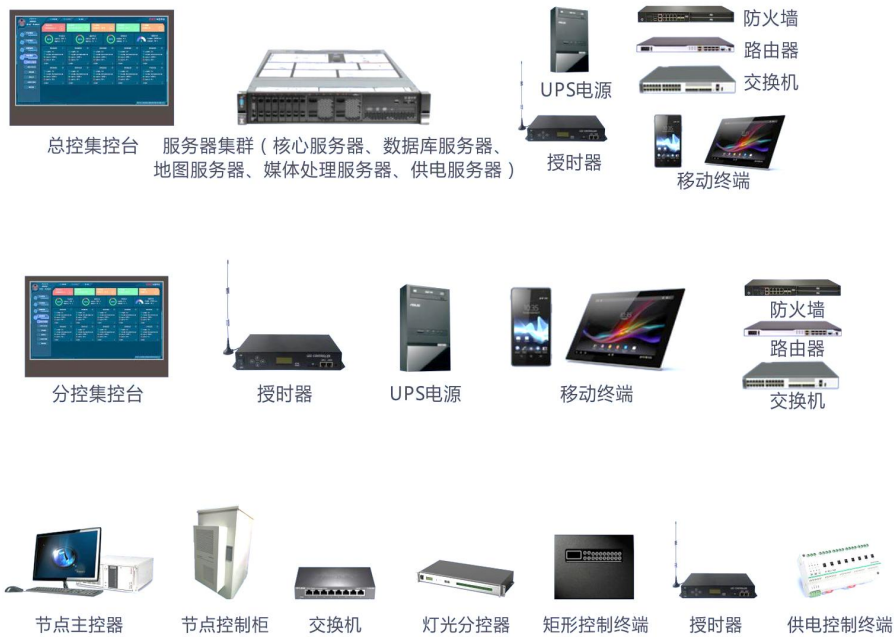 防火墙
路由器
UPS电源
交换机
总控集控台
服务器集群（核心服务器、数据库服务器、
地图服务器、媒体处理服务器、供电服务器）
授时器
移动终端
防火墙
路由器
分控集控台
授时器
UPS电源
移动终端
交换机
节点主控器
节点控制柜
交换机
灯光分控器
矩形控制终端
授时器
供电控制终端